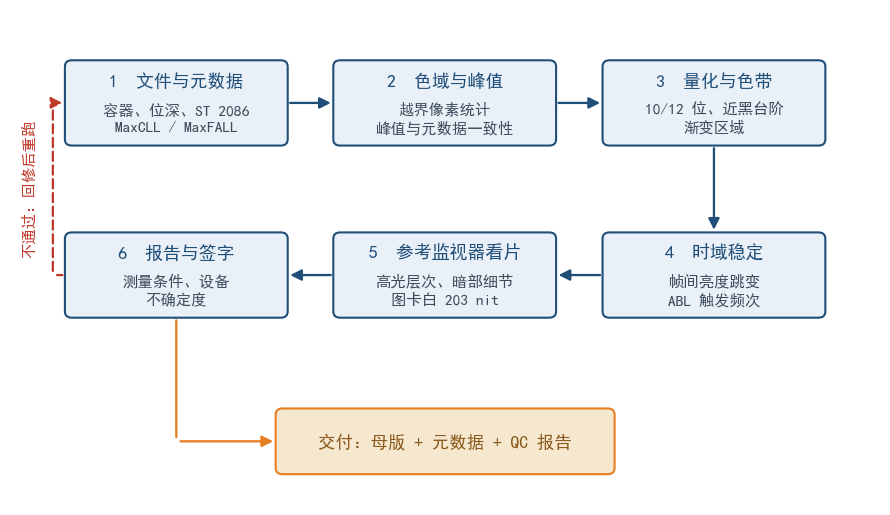 1 文件与元数据
容器、位深、ST 2086
MaxCLL / MaxFALL
2 色域与峰值
越界像素统计
峰值与元数据一致性
3 量化与色带
10/12 位、近黑台阶
渐变区域
不通过: 回修后重跑
6 报告与签字
测量条件、设备
不确定度
5 参考监视器看片
高光层次、暗部细节
图卡白 203 nit
4 时域稳定
帧间亮度跳变
ABL 触发频次
交付: 母版 + 元数据 + QC 报告